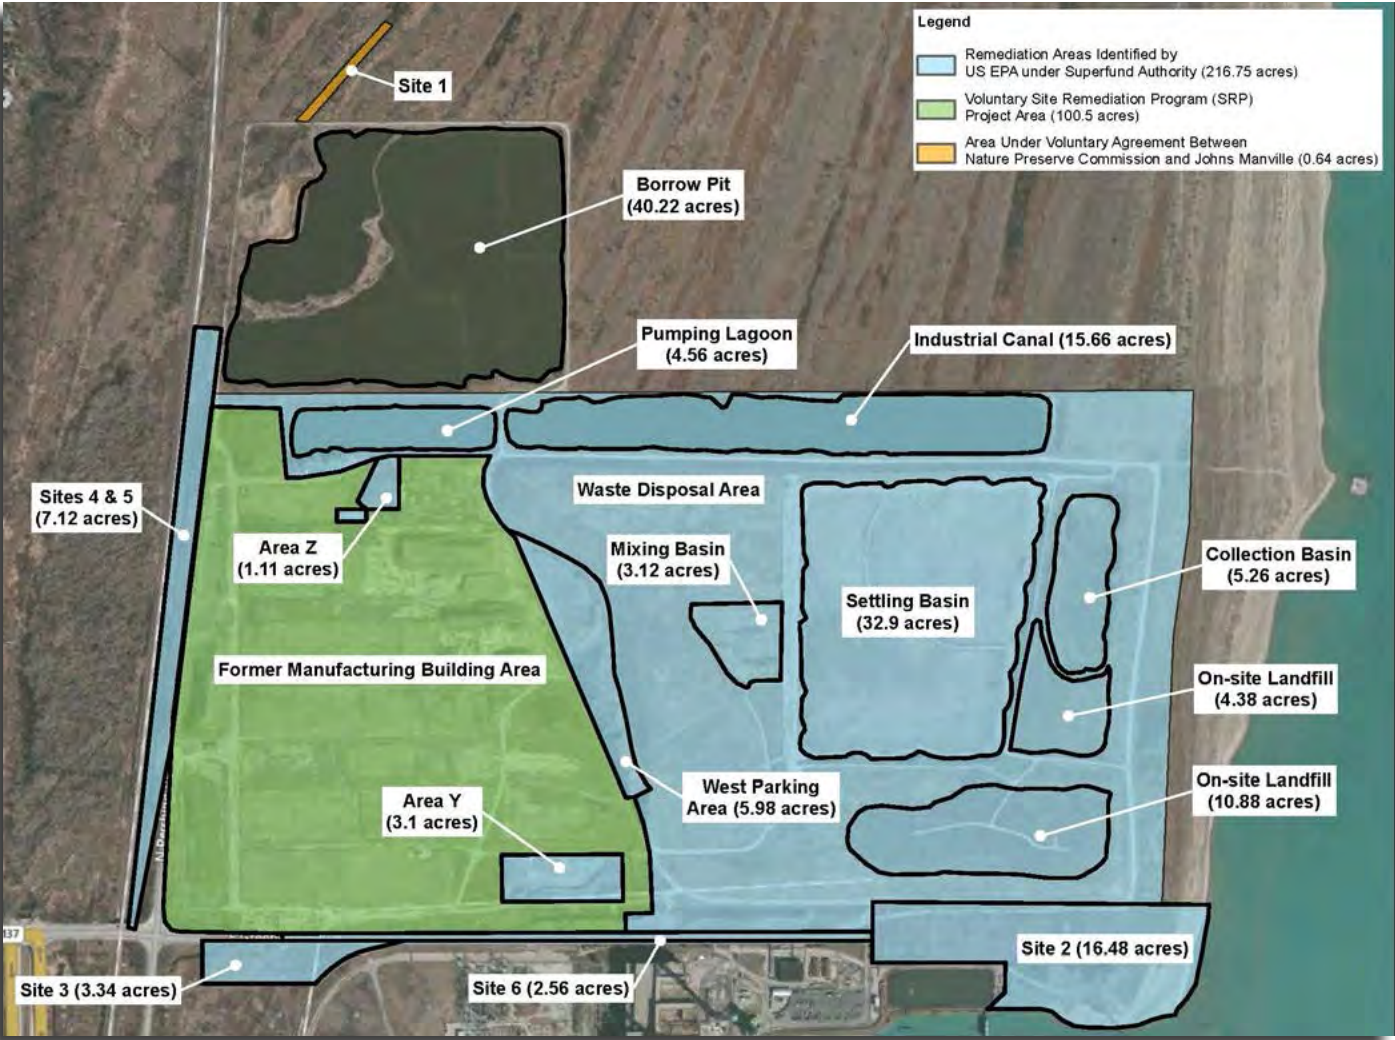 Legend
Remediation Areas Identified by
US EPA under Superfund Authority (216.75 acres)
Voluntary Site Remediation Program (SRP)
Project Area (100.5 acres)
Area Under Voluntary Agreement Between
Nature Preserve Commission and Johns Manville (0.64 acres)
Site 1
Borrow Pit
(40.22 acres)
Pumping Lagoon
(4.56 acres)
Industrial Canal (15.66 acres)
Sites 4 & 5
(7.12 acres)
Waste Disposal Area
Area Z
(1.11 acres)
Mixing Basin
(3.12 acres)
Settling Basin
(32.9 acres)
Collection Basin
(5.26 acres)
Former Manufacturing Building Area
On-site Landfill
(4.38 acres)
West Parking
Area (5.98 acres)
On-site Landfill
(10.88 acres)
Area Y
(3.1 acres)
137
Site 2 (16.48 acres)
Site 3 (3.34 acres)
Site 6 (2.56 acres)